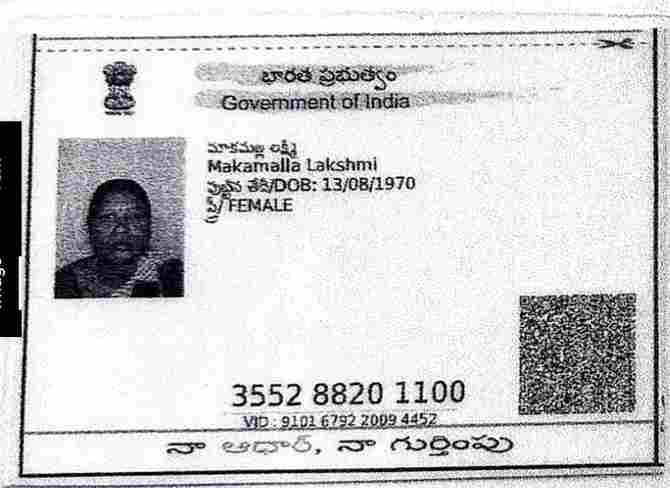 భారత ప్రభుత్వం
Government of India
మాకమల్ల లక్ష్మి
Makamalla Lakshmi
పుట్టిన తేదీ/DOB: 13/08/1970
స్త్రీ/ FEMALE
3552 8820 1100
VID : 9101 6792 2009 4452
నా ఆధార్, నా గుర్తింపు